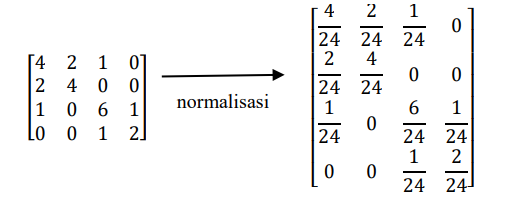 4 2 1 0
2 4 0 0
1 0 6 1
0 0 1 2
normalisasi
4/24 2/24 1/24 0
2/24 4/24 0 0
1/24 0 6/24 1/24
0 0 1/24 2/24